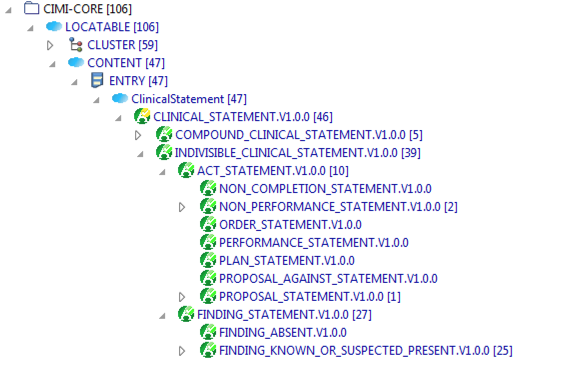 CIMI-CORE [106]
LOCATABLE [106]
CLUSTER [59]
CONTENT [47]
ENTRY [47]
ClinicalStatement [47]
CLINICAL_STATEMENT.V1.0.0 [46]
COMPOUND_CLINICAL_STATEMENT.V1.0.0 [5]
INDIVISIBLE_CLINICAL_STATEMENT.V1.0.0 [39]
ACT_STATEMENT.V1.0.0 [10]
NON_COMPLETION_STATEMENT.V1.0.0
NON_PERFORMANCE_STATEMENT.V1.0.0 [2]
ORDER_STATEMENT.V1.0.0
PERFORMANCE_STATEMENT.V1.0.0
PLAN_STATEMENT.V1.0.0
PROPOSAL_AGAINST_STATEMENT.V1.0.0
PROPOSAL_STATEMENT.V1.0.0 [1]
FINDING_STATEMENT.V1.0.0 [27]
FINDING_ABSENT.V1.0.0
FINDING_KNOWN_OR_SUSPECTED_PRESENT.V1.0.0 [25]